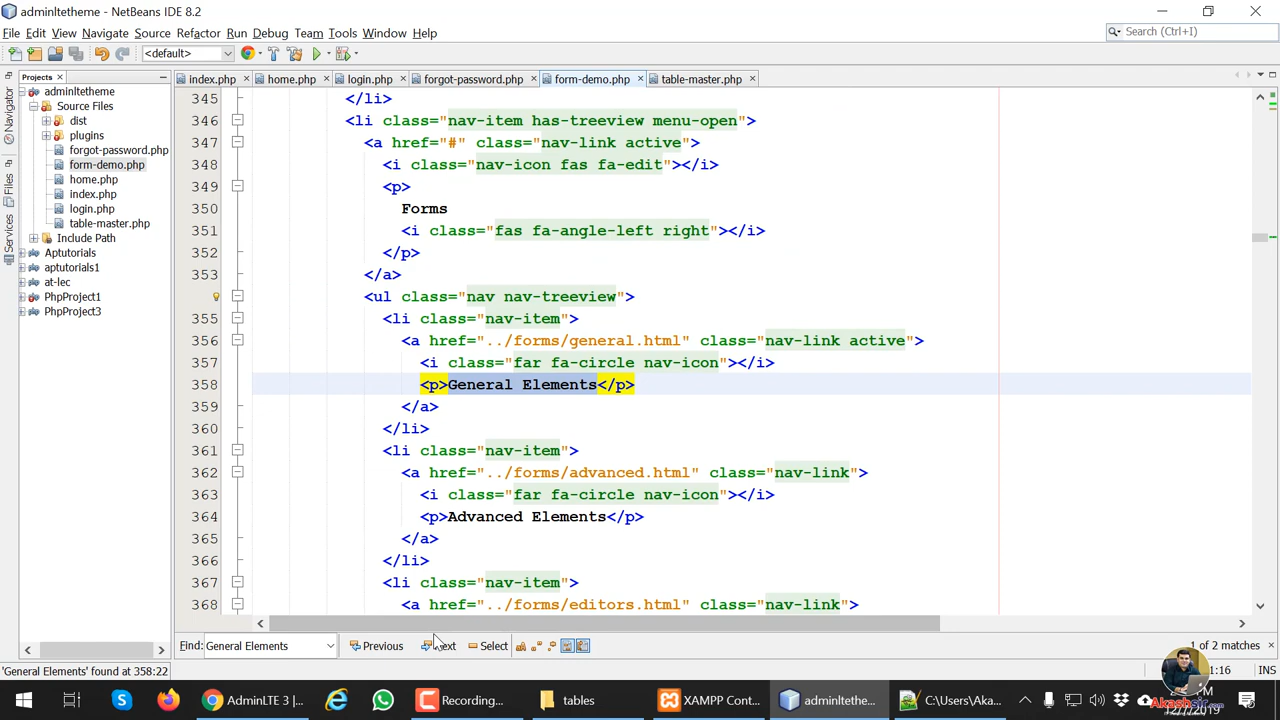 adminltetheme - NetBeans IDE 8.2
File Edit View Navigate Source Refactor Run Debug Team Tools Window Help
Search (Ctrl+I)
<default>
Projects
index.php home.php login.php forgot-password.php form-demo.php table-master.php
Navigator
Files
Services
adminltetheme
Source Files
dist
plugins
forgot-password.php
form-demo.php
home.php
index.php
login.php
table-master.php
Include Path
Aptutorials
aptutorials1
at-lec
PhpProject1
PhpProject3
345 </li>
346 <li class="nav-item has-treeview menu-open">
347 <a href="#" class="nav-link active">
348 <i class="nav-icon fas fa-edit"></i>
349 <p>
350 Forms
351 <i class="fas fa-angle-left right"></i>
352 </p>
353 </a>
<ul class="nav nav-treeview">
355 <li class="nav-item">
356 <a href="../forms/general.html" class="nav-link active">
357 <i class="far fa-circle nav-icon"></i>
358 <p>General Elements</p>
359 </a>
360 </li>
361 <li class="nav-item">
362 <a href="../forms/advanced.html" class="nav-link">
363 <i class="far fa-circle nav-icon"></i>
364 <p>Advanced Elements</p>
365 </a>
366 </li>
367 <li class="nav-item">
368 <a href="../forms/editors.html" class="nav-link">
Find: General Elements Previous Next Select 1 of 2 matches
'General Elements' found at 358:22
INS
AdminLTE 3 | Recording... tables XAMPP Cont... adminltethe... C:\Users\Aka...
Akashsir.com